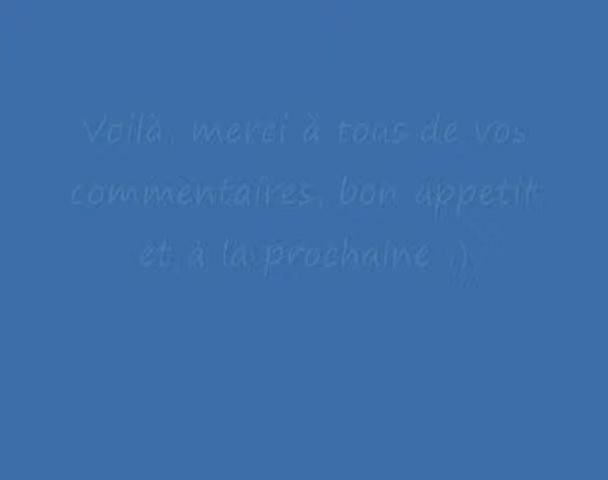 Voilà, merci à tous de vos
commentaires, bon appetit
et à la prochaine :)